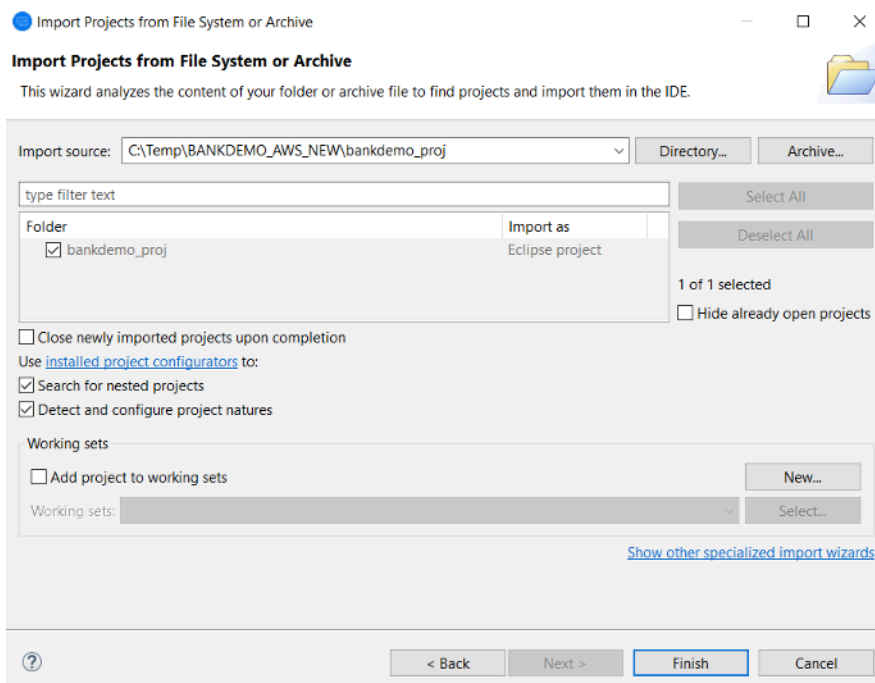 Import Projects from File System or Archive
Import Projects from File System or Archive
This wizard analyzes the content of your folder or archive file to find projects and import them in the IDE.
Import source: C:\Temp\BANKDEMO_AWS_NEW\bankdemo_proj Directory... Archive...
type filter text Select All
Folder Import as
Deselect All
bankdemo_proj Eclipse project
1 of 1 selected
Hide already open projects
Close newly imported projects upon completion
Use installed project configurators to:
Search for nested projects
Detect and configure project natures
Working sets
Add project to working sets New...
Working sets: Select...
Show other specialized import wizards
? < Back Next > Finish Cancel